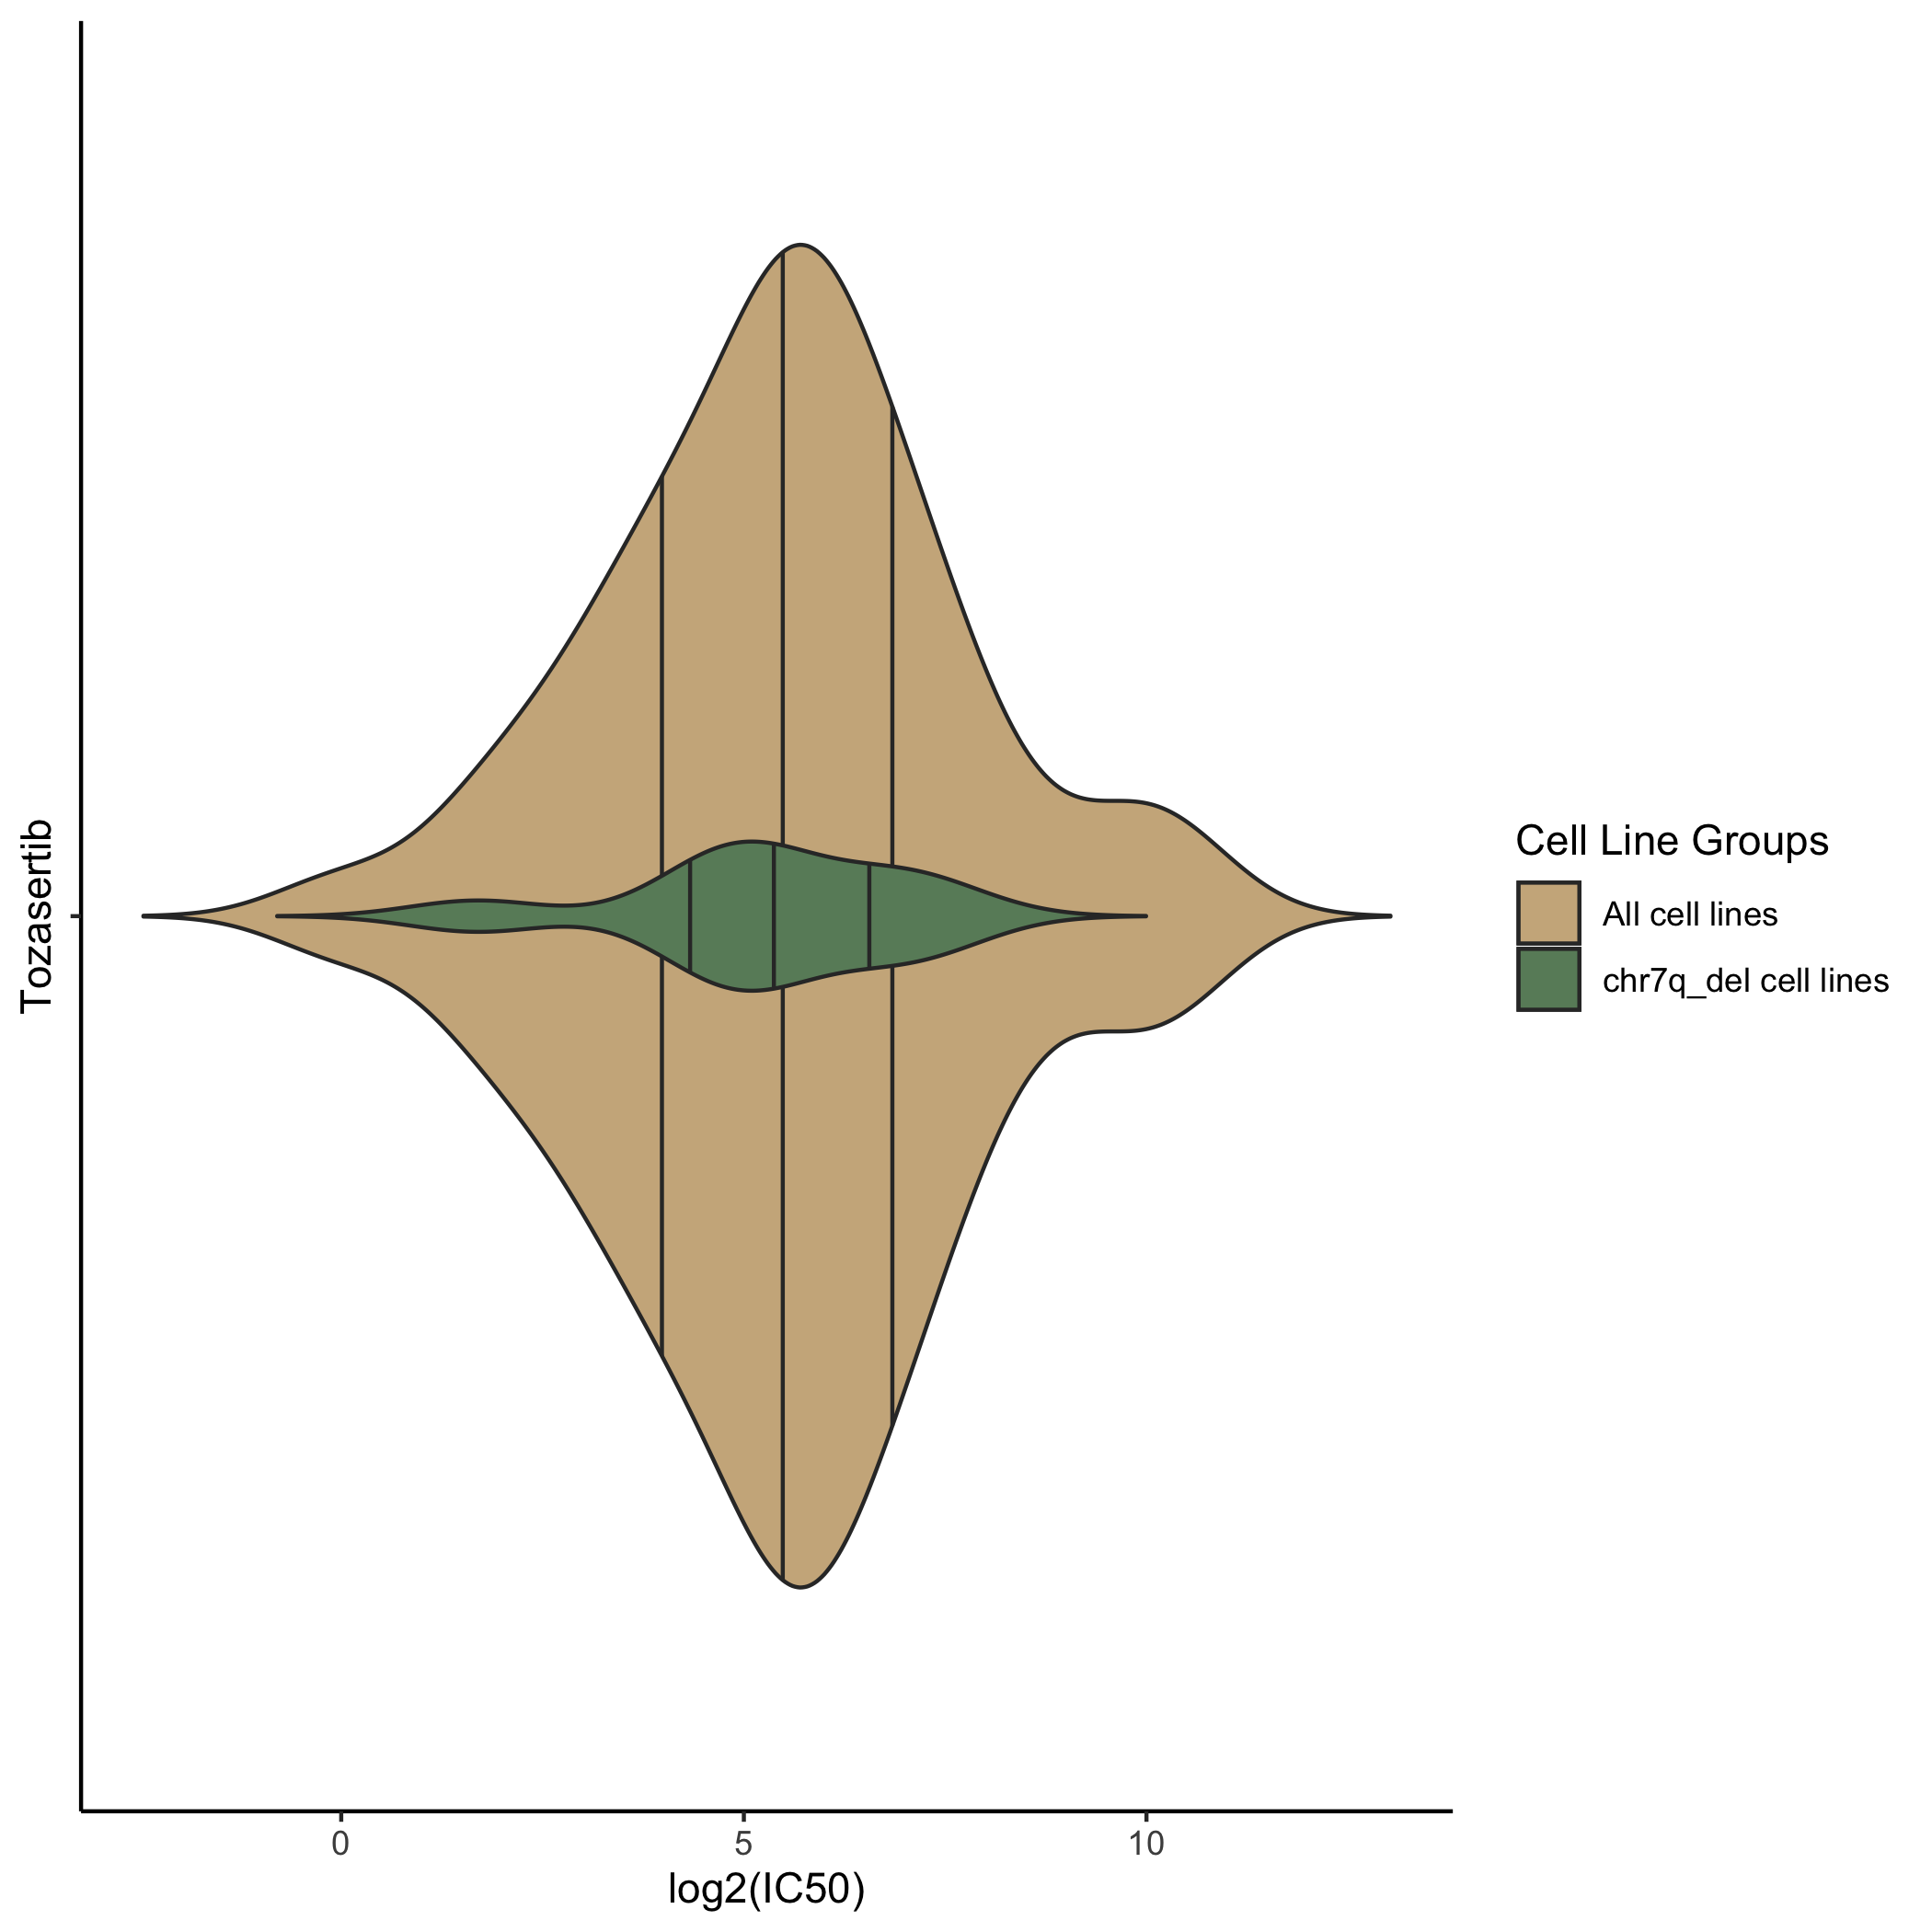 Tozasertib
0
5
10
log2(IC50)
Cell Line Groups
All cell lines
chr7q_del cell lines